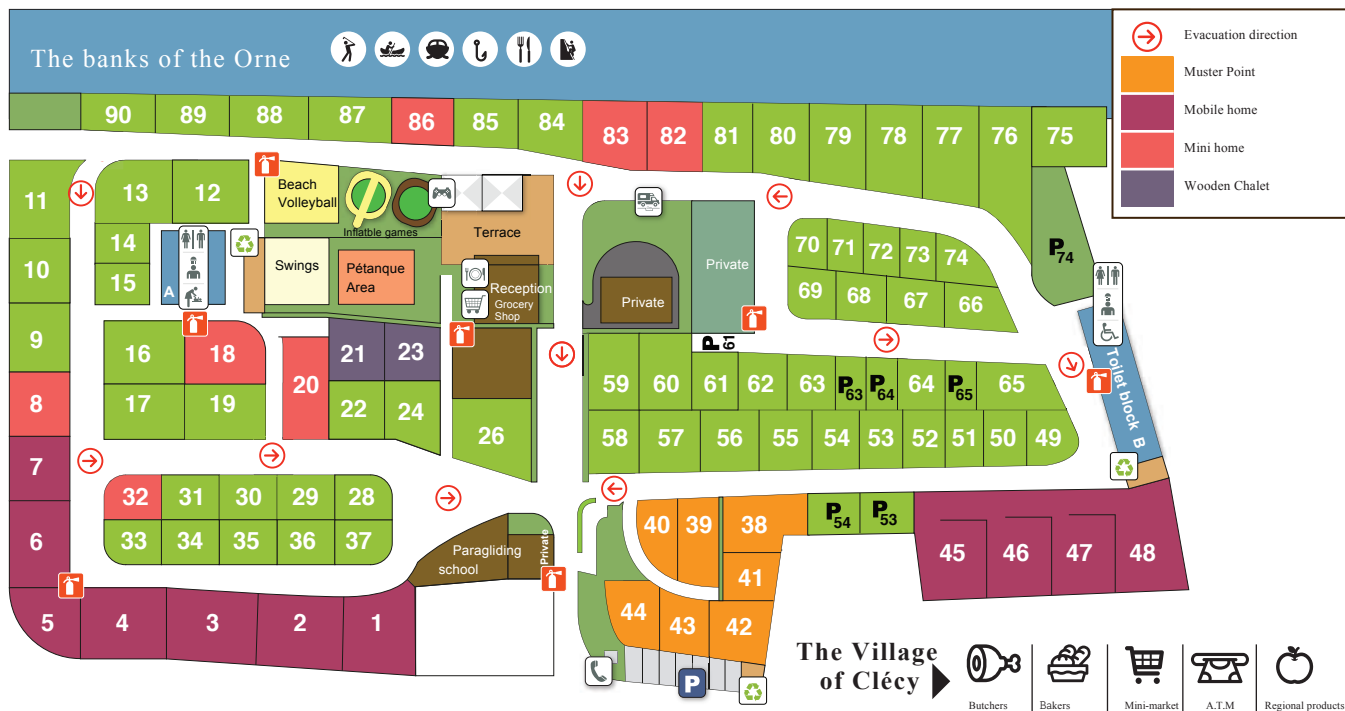 The banks of the Orne
Evacuation direction
Muster Point
Mobile home
Mini home
Wooden Chalet
90 89 88 87 86 85 84 83 82 81 80 79 78 77 76 75
11 13 12
Beach
Volleyball
Inflatble games
Terrace
14
10 15
A
Swings
Pétanque
Area
Reception
Grocery
Shop
Private
Private
70 71 72 73 74
69 68 67 66
P74
Toilet block B
9 16 18
8 17 19
20 21 23
22 24
26
P61
59 60 61 62 63 P63 P64 64 P65 65
58 57 56 55 54 53 52 51 50 49
7
32 31 30 29 28
33 34 35 36 37
6
Paragliding
school
Private
40 39 38 P54 P53
41
45 46 47 48
5 4 3 2 1
44 43 42
P
The Village
of Clécy
Butchers
Bakers
Mini-market
A.T.M
Regional products